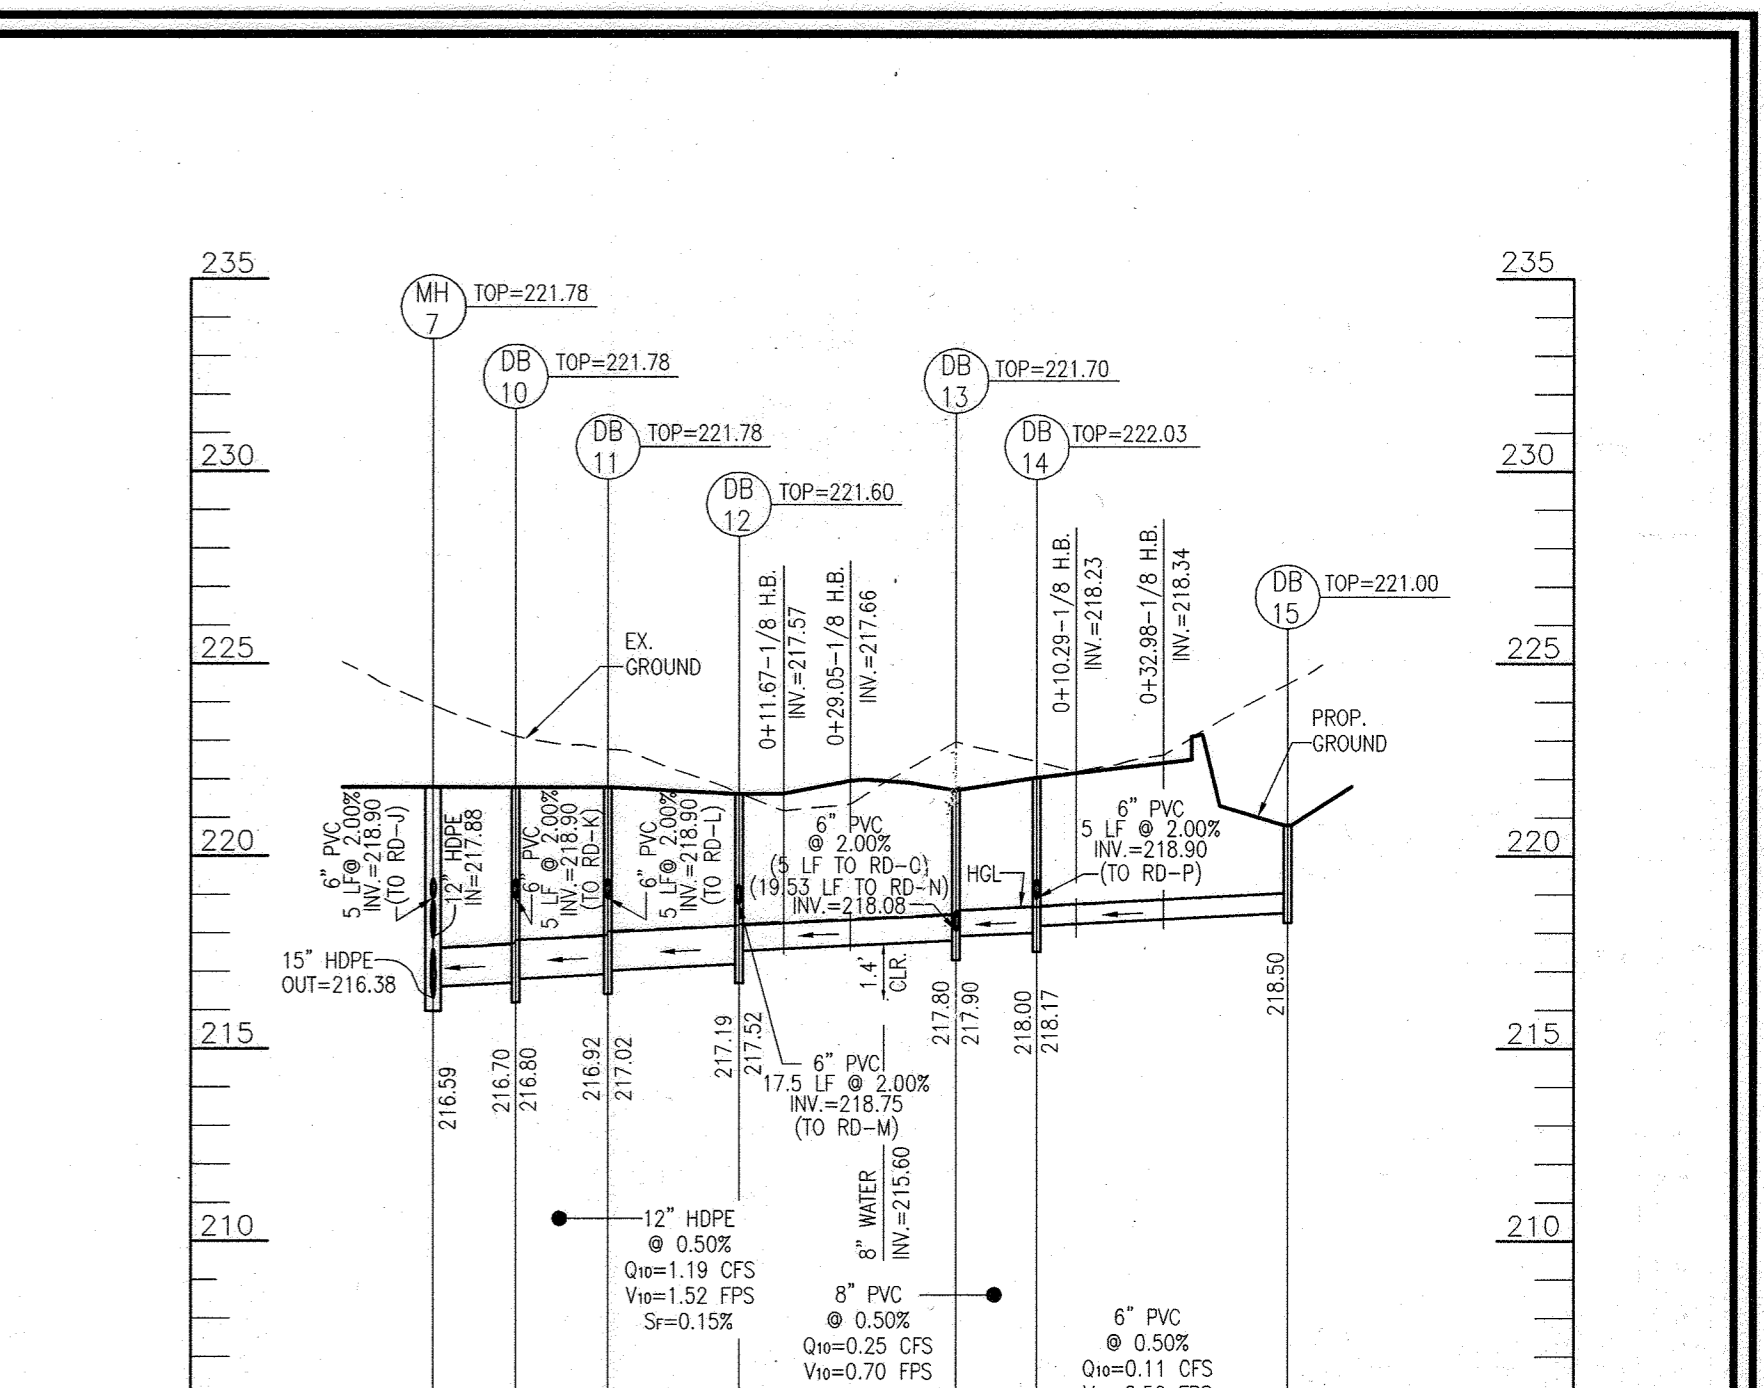 235
235
MH
7
TOP=221.78
DB
10
TOP=221.78
DB
11
TOP=221.78
DB
12
TOP=221.60
DB
13
TOP=221.70
DB
14
TOP=222.03
DB
15
TOP=221.00
230
230
225
225
EX.
GROUND
0+11.67-1/8 H.B.
INV.=217.57
0+29.05-1/8 H.B.
INV.=217.66
0+10.29-1/8 H.B.
INV.=218.23
0+32.98-1/8 H.B.
INV.=218.34
PROP.
GROUND
220
220
6" PVC
5 LF@ 2.00%
INV.=218.90
(TO RD-J)
12" HDPE
IN=217.88
6" PVC
5 LF @ 2.00%
INV.=218.90
(TO RD-K)
6" PVC
5 LF@ 2.00%
INV.=218.90
(TO RD-L)
6" PVC
@ 2.00%
(5 LF TO RD-O)
(19.53 LF TO RD-N)
INV.=218.08
HGL
6" PVC
5 LF @ 2.00%
INV.=218.90
(TO RD-P)
15" HDPE
OUT=216.38
1.4'
CLR.
215
215
216.59
216.70
216.80
216.92
217.02
217.19
217.52
217.80
217.90
218.00
218.17
218.50
6" PVC
17.5 LF @ 2.00%
INV.=218.75
(TO RD-M)
8" WATER
INV.=215.60
210
210
12" HDPE
@ 0.50%
Q10=1.19 CFS
V10=1.52 FPS
SF=0.15%
8" PVC
@ 0.50%
Q10=0.25 CFS
V10=0.70 FPS
6" PVC
@ 0.50%
Q10=0.11 CFS